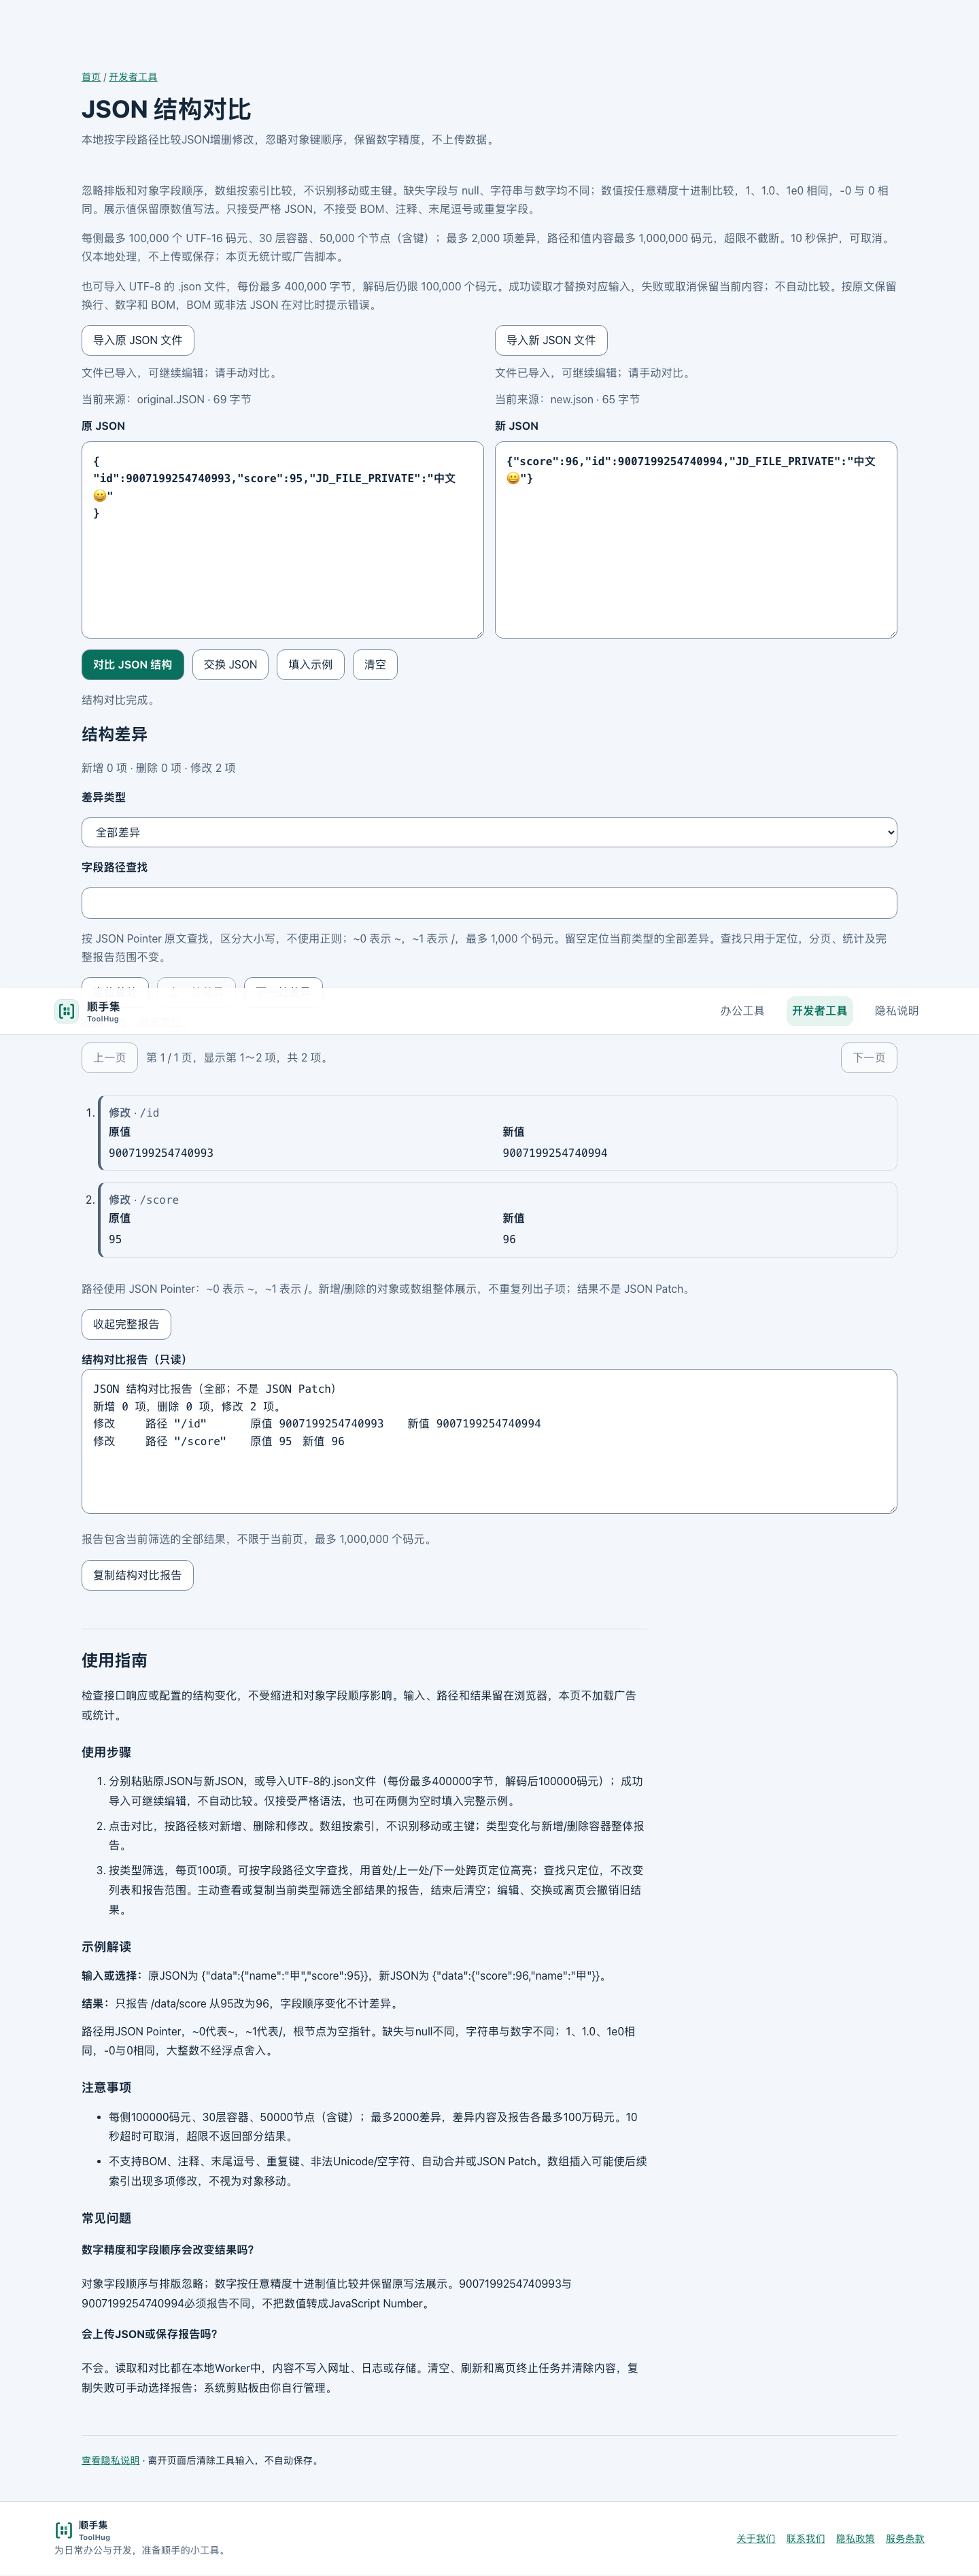 首页 / 开发者工具
JSON 结构对比
本地按字段路径比较JSON增删修改，忽略对象键顺序，保留数字精度，不上传数据。
忽略排版和对象字段顺序，数组按索引比较，不识别移动或主键。缺失字段与 null、字符串与数字均不同；数值按任意精度十进制比较，1、1.0、1e0 相同，-0 与 0 相
同。展示值保留原数值写法。只接受严格 JSON，不接受 BOM、注释、末尾逗号或重复字段。
每侧最多 100,000 个 UTF-16 码元、30 层容器、50,000 个节点（含键）；最多 2,000 项差异，路径和值内容最多 1,000,000 码元，超限不截断。10 秒保护，可取消。
仅本地处理，不上传或保存；本页无统计或广告脚本。
也可导入 UTF-8 的 .json 文件，每份最多 400,000 字节，解码后仍限 100,000 个码元。成功读取才替换对应输入，失败或取消保留当前内容；不自动比较。按原文保留
换行、数字和 BOM，BOM 或非法 JSON 在对比时提示错误。
导入原 JSON 文件
导入新 JSON 文件
文件已导入，可继续编辑；请手动对比。
文件已导入，可继续编辑；请手动对比。
当前来源：original.JSON · 69 字节
当前来源：new.json · 65 字节
原 JSON
新 JSON
{
"id":9007199254740993,"score":95,"JD_FILE_PRIVATE":"中文
😀"
}
{"score":96,"id":9007199254740994,"JD_FILE_PRIVATE":"中文
😀"}
对比 JSON 结构
交换 JSON
填入示例
清空
结构对比完成。
结构差异
新增 0 项 · 删除 0 项 · 修改 2 项
差异类型
全部差异
字段路径查找
按 JSON Pointer 原文查找，区分大小写，不使用正则；~0 表示 ~，~1 表示 /，最多 1,000 个码元。留空定位当前类型的全部差异。查找只用于定位，分页、统计及完
整报告范围不变。
顺手集
ToolHug
办公工具
开发者工具
隐私说明
上一页
第 1 / 1 页，显示第 1～2 项，共 2 项。
下一页
1. 修改 · /id
原值
新值
9007199254740993
9007199254740994
2. 修改 · /score
原值
新值
95
96
路径使用 JSON Pointer：~0 表示 ~，~1 表示 /。新增/删除的对象或数组整体展示，不重复列出子项；结果不是 JSON Patch。
收起完整报告
结构对比报告（只读）
JSON 结构对比报告（全部；不是 JSON Patch）
新增 0 项，删除 0 项，修改 2 项。
修改 路径 "/id" 原值 9007199254740993 新值 9007199254740994
修改 路径 "/score" 原值 95 新值 96
报告包含当前筛选的全部结果，不限于当前页，最多 1,000,000 个码元。
复制结构对比报告
使用指南
检查接口响应或配置的结构变化，不受缩进和对象字段顺序影响。输入、路径和结果留在浏览器，本页不加载广告
或统计。
使用步骤
1. 分别粘贴原JSON与新JSON，或导入UTF-8的.json文件（每份最多400000字节，解码后100000码元）；成功
导入可继续编辑，不自动比较。仅接受严格语法，也可在两侧为空时填入完整示例。
2. 点击对比，按路径核对新增、删除和修改。数组按索引，不识别移动或主键；类型变化与新增/删除容器整体报
告。
3. 按类型筛选，每页100项。可按字段路径文字查找，用首处/上一处/下一处跨页定位高亮；查找只定位，不改变
列表和报告范围。主动查看或复制当前类型筛选全部结果的报告，结束后清空；编辑、交换或离页会撤销旧结
果。
示例解读
输入或选择：原JSON为 {"data":{"name":"甲","score":95}}，新JSON为 {"data":{"score":96,"name":"甲"}}。
结果：只报告 /data/score 从95改为96，字段顺序变化不计差异。
路径用JSON Pointer，~0代表~，~1代表/，根节点为空指针。缺失与null不同，字符串与数字不同；1、1.0、1e0相
同，-0与0相同，大整数不经浮点舍入。
注意事项
• 每侧100000码元、30层容器、50000节点（含键）；最多2000差异，差异内容及报告各最多100万码元。10
秒超时可取消，超限不返回部分结果。
• 不支持BOM、注释、末尾逗号、重复键、非法Unicode/空字符、自动合并或JSON Patch。数组插入可能使后续
索引出现多项修改，不视为对象移动。
常见问题
数字精度和字段顺序会改变结果吗？
对象字段顺序与排版忽略；数字按任意精度十进制值比较并保留原写法展示。9007199254740993与
9007199254740994必须报告不同，不把数值转成JavaScript Number。
会上传JSON或保存报告吗？
不会。读取和对比都在本地Worker中，内容不写入网址、日志或存储。清空、刷新和离页终止任务并清除内容，复
制失败可手动选择报告；系统剪贴板由你自行管理。
查看隐私说明 · 离开页面后清除工具输入，不自动保存。
顺手集
ToolHug
为日常办公与开发，准备顺手的小工具。
关于我们
联系我们
隐私政策
服务条款